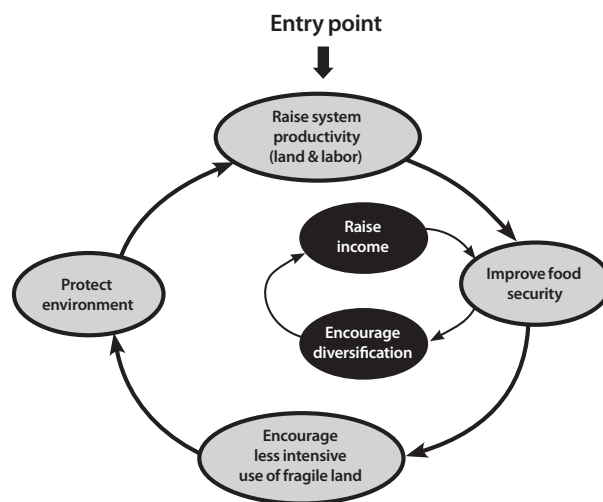 Entry point
Raise system
productivity
(land & labor)
Raise
income
Improve food
security
Protect
environment
Encourage
diversification
Encourage
less intensive
use of fragile land